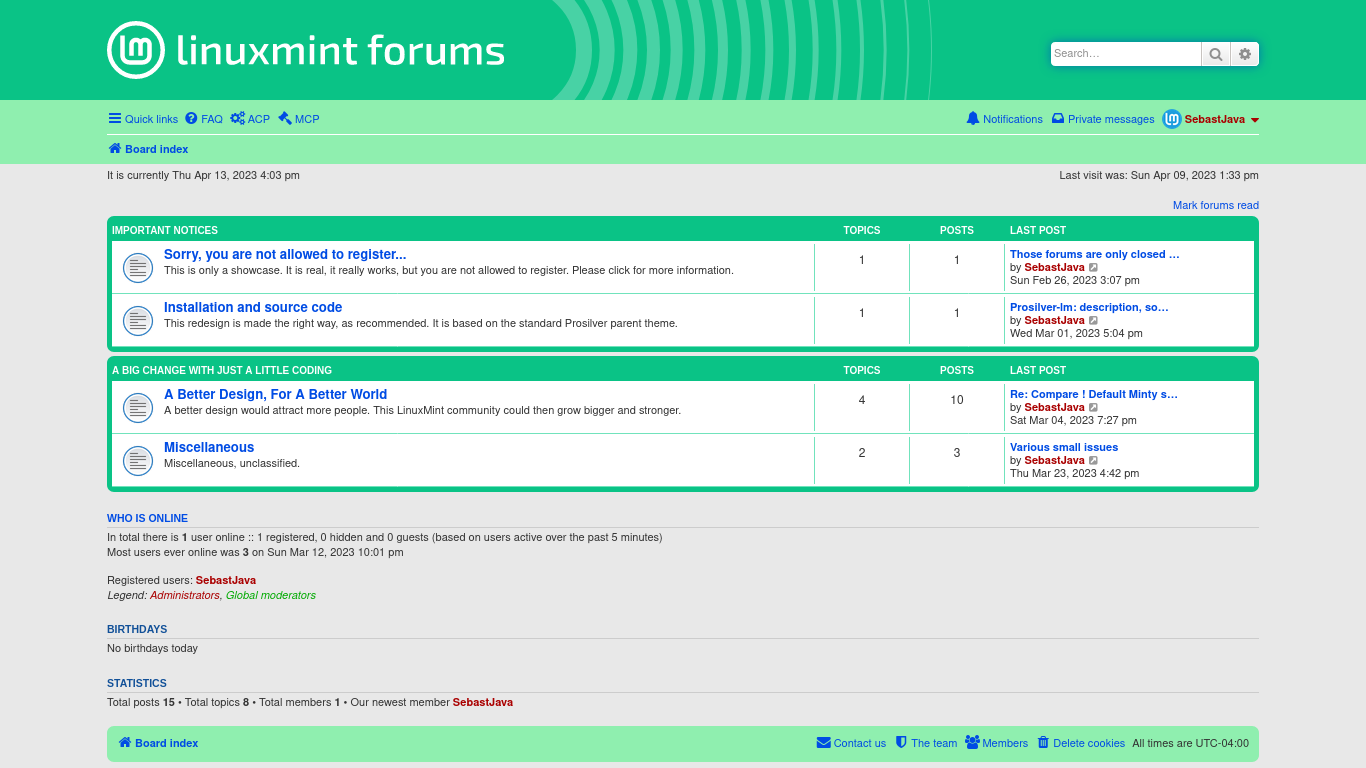 linuxmint forums
Search…
Quick links FAQ ACP MCP Notifications Private messages SebastJava
Board index
It is currently Thu Apr 13, 2023 4:03 pm Last visit was: Sun Apr 09, 2023 1:33 pm
Mark forums read
IMPORTANT NOTICES TOPICS POSTS LAST POST
Sorry, you are not allowed to register... 1 1 Those forums are only closed …
This is only a showcase. It is real, it really works, but you are not allowed to register. Please click for more information. by SebastJava
Sun Feb 26, 2023 3:07 pm
Installation and source code 1 1 Prosilver-lm: description, so…
This redesign is made the right way, as recommended. It is based on the standard Prosilver parent theme. by SebastJava
Wed Mar 01, 2023 5:04 pm
A BIG CHANGE WITH JUST A LITTLE CODING TOPICS POSTS LAST POST
A Better Design, For A Better World 4 10 Re: Compare ! Default Minty s…
A better design would attract more people. This LinuxMint community could then grow bigger and stronger. by SebastJava
Sat Mar 04, 2023 7:27 pm
Miscellaneous 2 3 Various small issues
Miscellaneous, unclassified. by SebastJava
Thu Mar 23, 2023 4:42 pm
WHO IS ONLINE
In total there is 1 user online :: 1 registered, 0 hidden and 0 guests (based on users active over the past 5 minutes)
Most users ever online was 3 on Sun Mar 12, 2023 10:01 pm
Registered users: SebastJava
Legend: Administrators, Global moderators
BIRTHDAYS
No birthdays today
STATISTICS
Total posts 15 • Total topics 8 • Total members 1 • Our newest member SebastJava
Board index Contact us The team Members Delete cookies All times are UTC-04:00